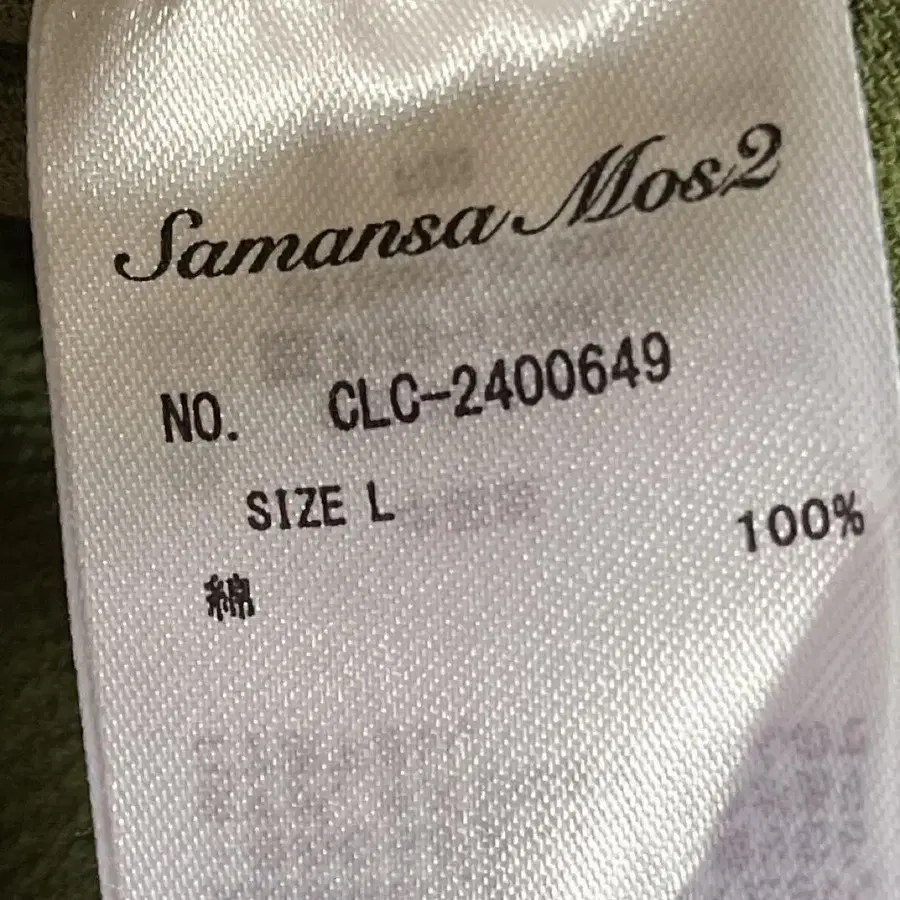 Samansa Mos2
NO. CLC-2400649
SIZE L
綿 100%